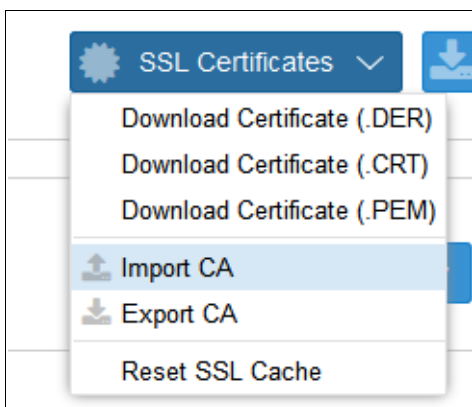 SSL Certificates
Download Certificate (.DER)
Download Certificate (.CRT)
Download Certificate (.PEM)
Import CA
Export CA
Reset SSL Cache